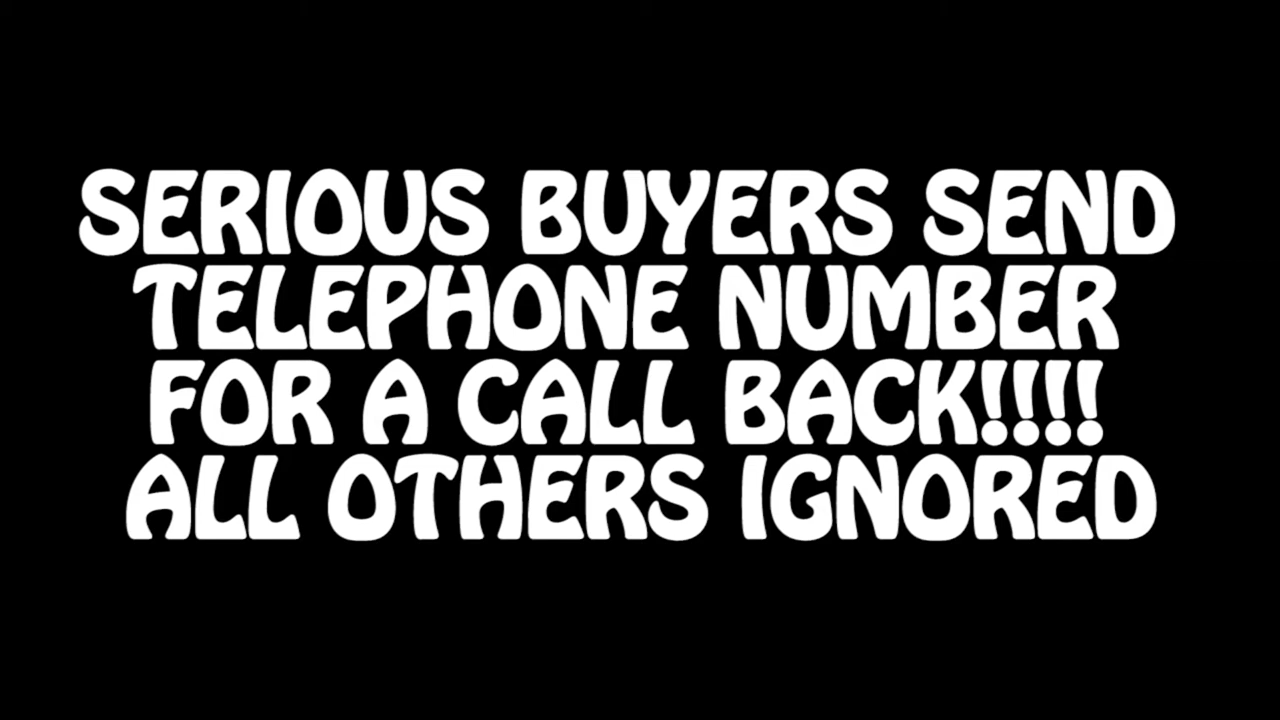 SERIOUS BUYERS SEND
TELEPHONE NUMBER
FOR A CALL BACK!!!!
ALL OTHERS IGNORED